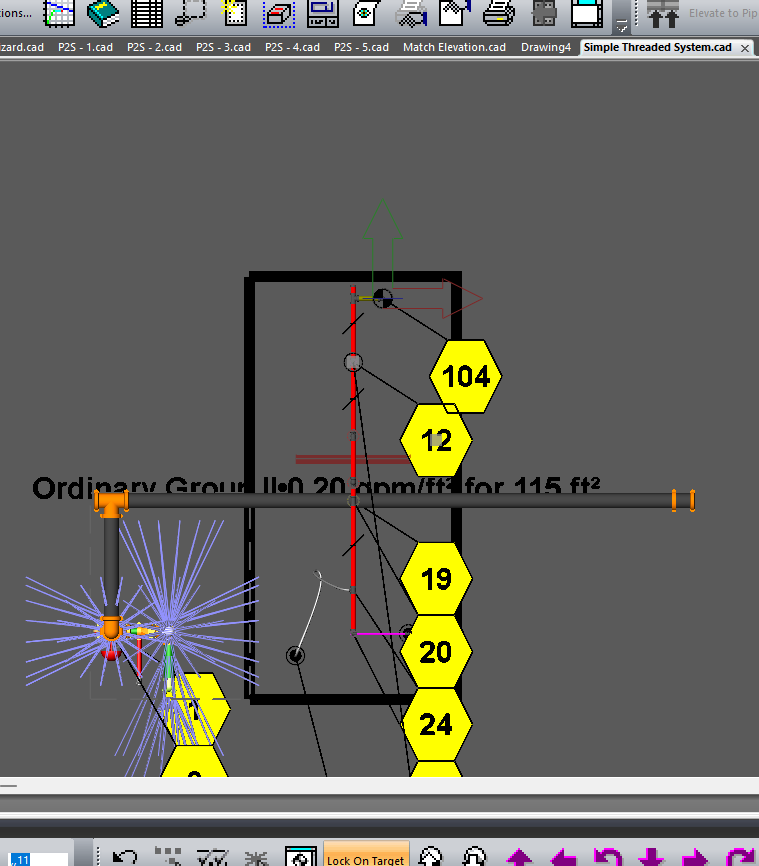 tions... Elevate to Pip
izard.cad P2S - 1.cad P2S - 2.cad P2S - 3.cad P2S - 4.cad P2S - 5.cad Match Elevation.cad Drawing4 Simple Threaded System.cad
104
12
Ordinary Group II•0.20 gpm/ft² for 115 ft²
19
20
24
,,11 Lock On Target